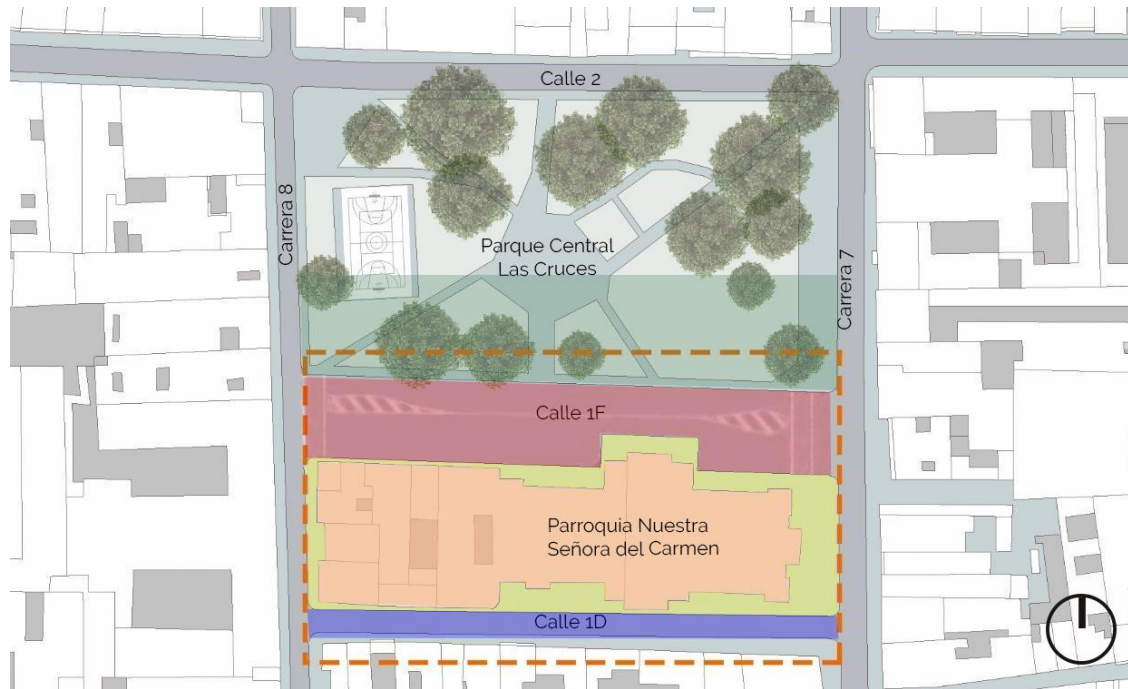 Calle 2
Carrera 8
Parque Central
Las Cruces
Carrera 7
Calle 1F
Parroquia Nuestra
Señora del Carmen
Calle 1D